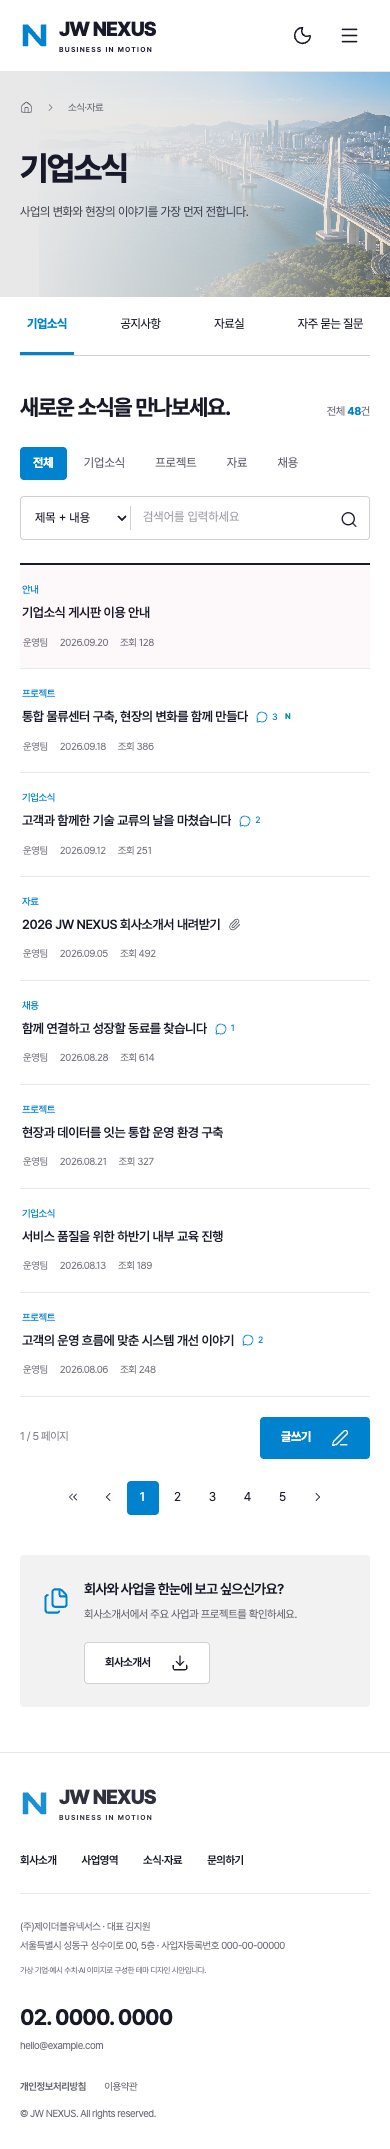 JW NEXUS
BUSINESS IN MOTION
소식·자료
기업소식
사업의 변화와 현장의 이야기를 가장 먼저 전합니다.
기업소식 공지사항 자료실 자주 묻는 질문
새로운 소식을 만나보세요.
전체 48건
전체 기업소식 프로젝트 자료 채용
제목 + 내용 검색어를 입력하세요
안내
기업소식 게시판 이용 안내
운영팀 2026.09.20 조회 128
프로젝트
통합 물류센터 구축, 현장의 변화를 함께 만들다 3 N
운영팀 2026.09.18 조회 386
기업소식
고객과 함께한 기술 교류의 날을 마쳤습니다 2
운영팀 2026.09.12 조회 251
자료
2026 JW NEXUS 회사소개서 내려받기
운영팀 2026.09.05 조회 492
채용
함께 연결하고 성장할 동료를 찾습니다 1
운영팀 2026.08.28 조회 614
프로젝트
현장과 데이터를 잇는 통합 운영 환경 구축
운영팀 2026.08.21 조회 327
기업소식
서비스 품질을 위한 하반기 내부 교육 진행
운영팀 2026.08.13 조회 189
프로젝트
고객의 운영 흐름에 맞춘 시스템 개선 이야기 2
운영팀 2026.08.06 조회 248
1 / 5 페이지
글쓰기
« ‹ 1 2 3 4 5 ›
회사와 사업을 한눈에 보고 싶으신가요?
회사소개서에서 주요 사업과 프로젝트를 확인하세요.
회사소개서
JW NEXUS
BUSINESS IN MOTION
회사소개 사업영역 소식·자료 문의하기
(주)제이더블유넥서스 · 대표 김지원
서울특별시 성동구 성수이로 00, 5층 · 사업자등록번호 000-00-00000
가상 기업·예시 수치·AI 이미지로 구성한 테마 디자인 시안입니다.
02. 0000. 0000
hello@example.com
개인정보처리방침 이용약관
© JW NEXUS. All rights reserved.